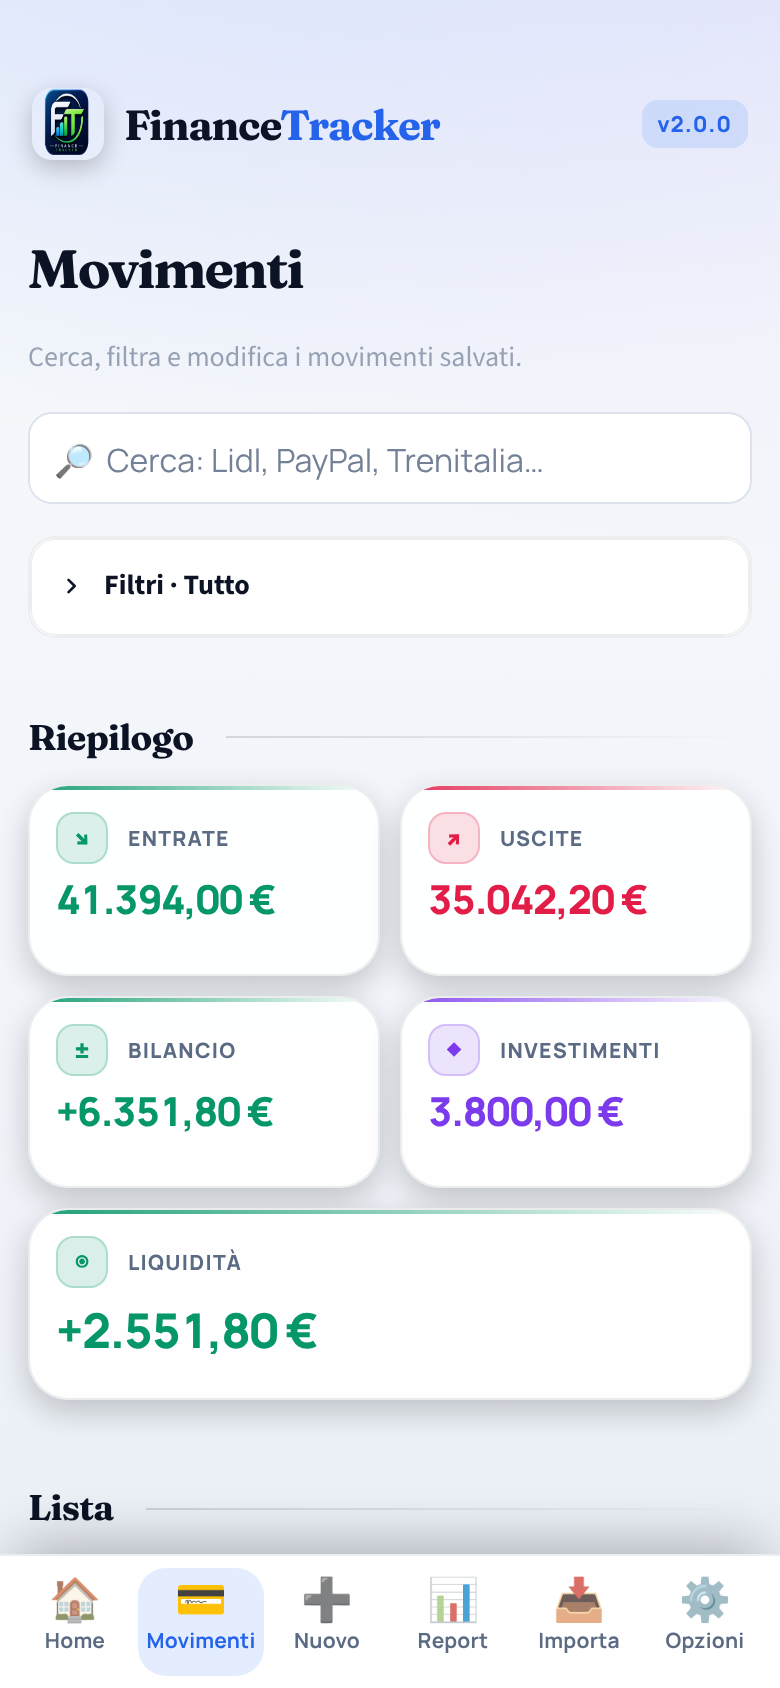 FinanceTracker
v2.0.0
Movimenti
Cerca, filtra e modifica i movimenti salvati.
Cerca: Lidl, PayPal, Trenitalia...
Filtri · Tutto
Riepilogo
ENTRATE
41.394,00 €
USCITE
35.042,20 €
BILANCIO
+6.351,80 €
INVESTIMENTI
3.800,00 €
LIQUIDITÀ
+2.551,80 €
Lista
Home
Movimenti
Nuovo
Report
Importa
Opzioni